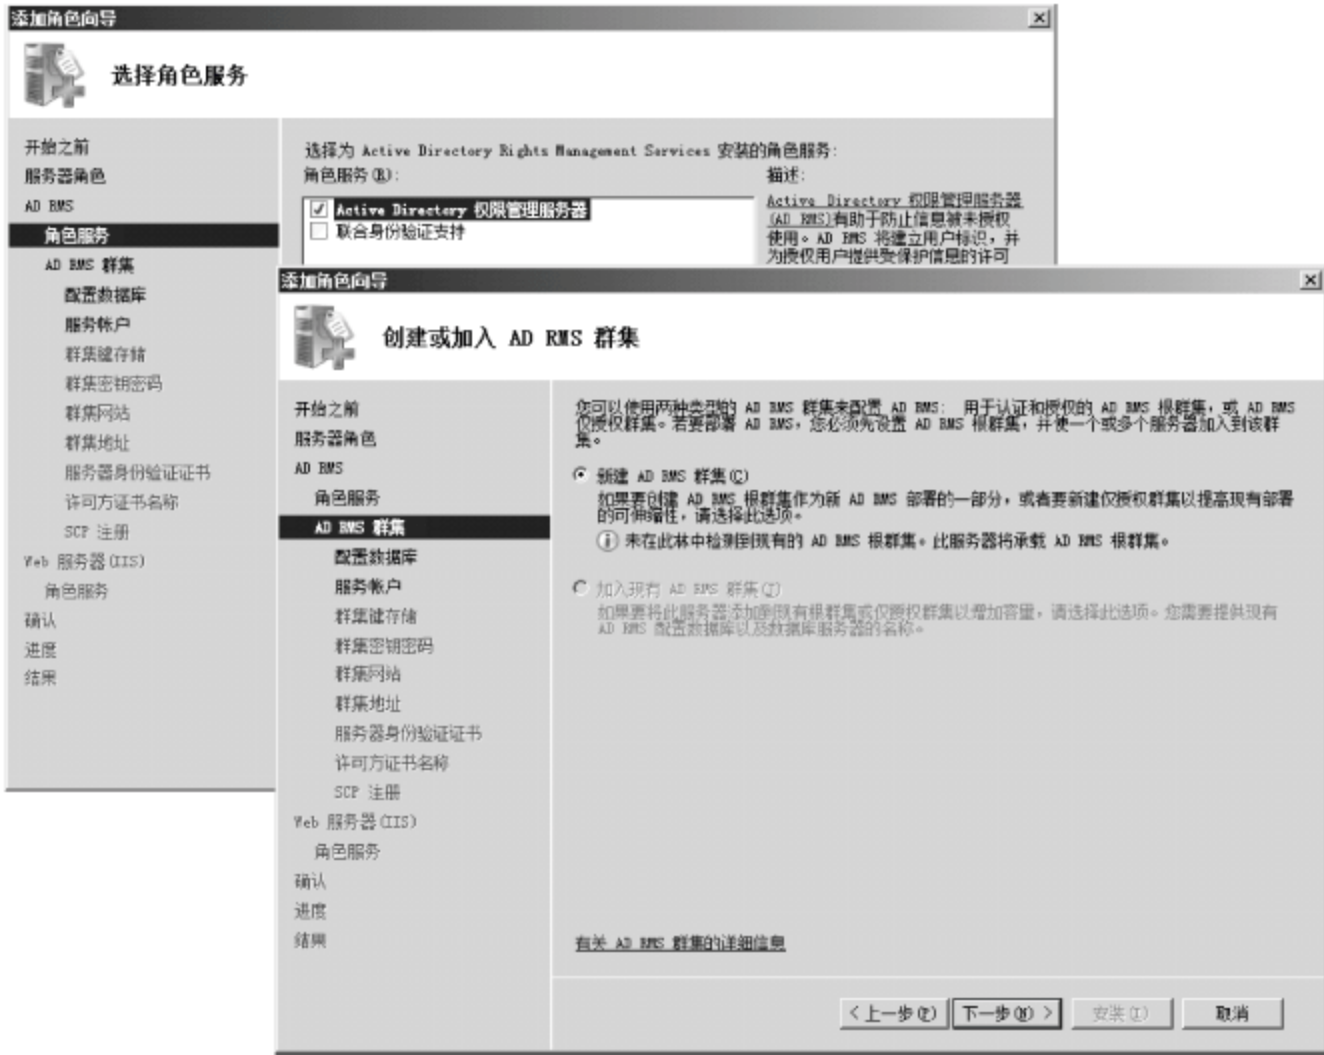 添加角色向导
选择角色服务
开始之前
服务器角色
AD RMS
角色服务
AD RMS 群集
配置数据库
服务帐户
群集键存储
群集密钥密码
群集网站
群集地址
服务器身份验证证书
许可方证书名称
SCP 注册
Web 服务器(IIS)
角色服务
确认
进度
结果
选择为 Active Directory Rights Management Services 安装的角色服务:
角色服务(R):
Active Directory 权限管理服务器
联合身份验证支持
描述:
Active Directory 权限管理服务器
(AD RMS)有助于防止信息被未授权
使用。AD RMS 将建立用户标识，并
为授权用户提供受保护信息的许可
添加角色向导
创建或加入 AD RMS 群集
开始之前
服务器角色
AD RMS
角色服务
AD RMS 群集
配置数据库
服务帐户
群集键存储
群集密钥密码
群集网站
群集地址
服务器身份验证证书
许可方证书名称
SCP 注册
Web 服务器(IIS)
角色服务
确认
进度
结果
您可以使用两种类型的 AD RMS 群集来配置 AD RMS: 用于认证和授权的 AD RMS 根群集，或 AD RMS
仅授权群集。若要部署 AD RMS，您必须先设置 AD RMS 根群集，并使一个或多个服务器加入到该群
集。
新建 AD RMS 群集(C)
如果要创建 AD RMS 根群集作为新 AD RMS 部署的一部分，或者要新建仅授权群集以提高现有部署
的可伸缩性，请选择此选项。
未在此林中检测到现有的 AD RMS 根群集。此服务器将承载 AD RMS 根群集。
加入现有 AD RMS 群集(J)
如果要将此服务器添加到现有根群集或仅授权群集以增加容量，请选择此选项。您需要提供现有
AD RMS 配置数据库以及数据库服务器的名称。
有关 AD RMS 群集的详细信息
< 上一步(P)
下一步(N) >
安装(I)
取消